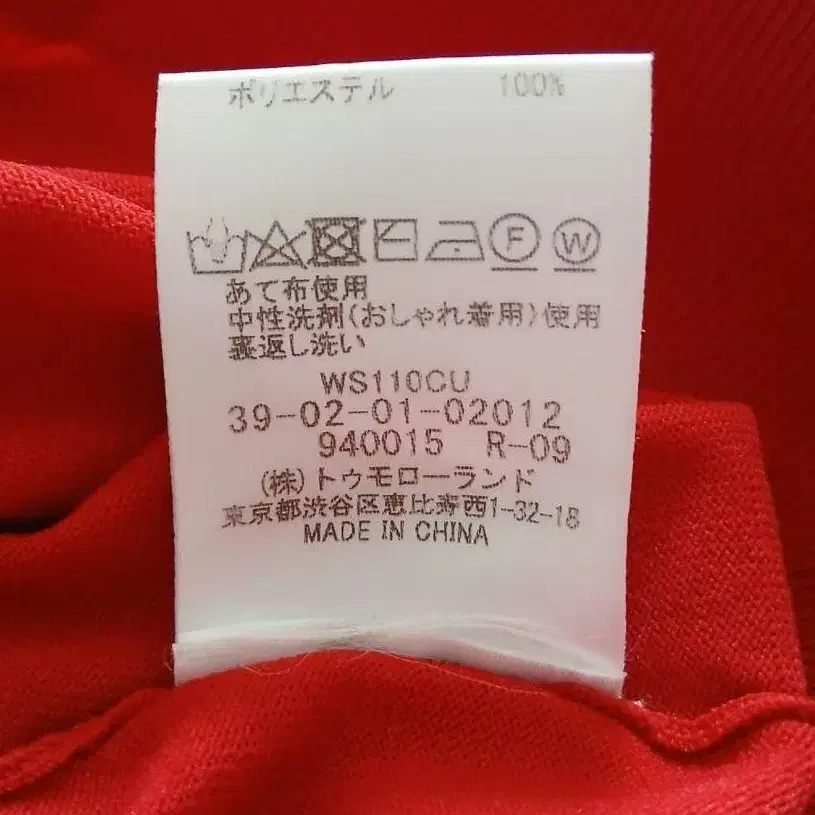 ポリエステル 100%
F W
あて布使用
中性洗剤(おしゃれ着用)使用
裏返し洗い
WS110CU
39-02-01-02012
940015 R-09
(株)トゥモローランド
東京都渋谷区恵比寿西1-32-18
MADE IN CHINA